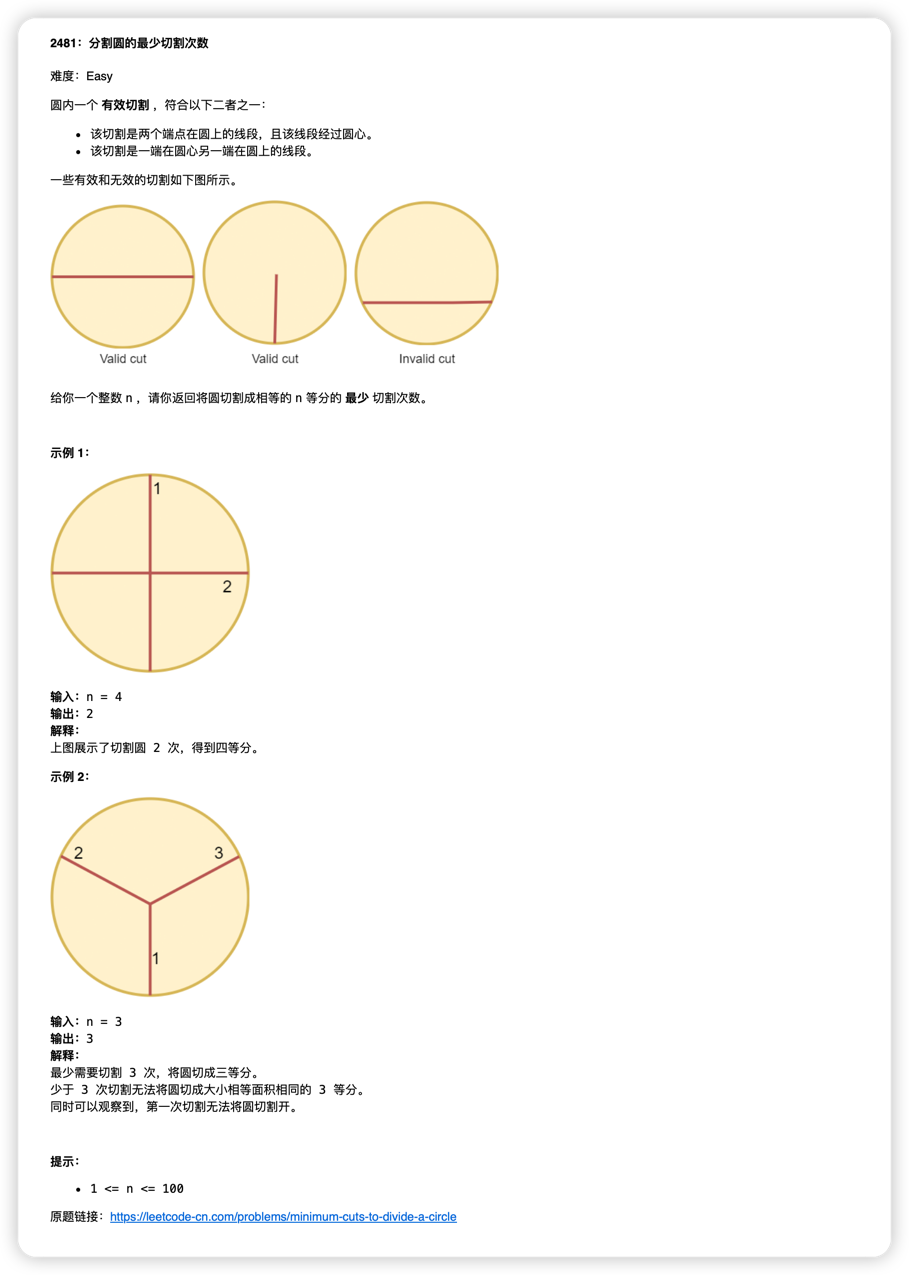 2481：分割圆的最少切割次数
难度：Easy
圆内一个 有效切割 ，符合以下二者之一：
• 该切割是两个端点在圆上的线段，且该线段经过圆心。
• 该切割是一端在圆心另一端在圆上的线段。
一些有效和无效的切割如下图所示。
Valid cut Valid cut Invalid cut
给你一个整数 n ，请你返回将圆切割成相等的 n 等分的 最少 切割次数。
示例 1：
1
2
输入：n = 4
输出：2
解释：
上图展示了切割圆 2 次，得到四等分。
示例 2：
2 3
1
输入：n = 3
输出：3
解释：
最少需要切割 3 次，将圆切成三等分。
少于 3 次切割无法将圆切成大小相等面积相同的 3 等分。
同时可以观察到，第一次切割无法将圆切割开。
提示：
• 1 <= n <= 100
原题链接：https://leetcode-cn.com/problems/minimum-cuts-to-divide-a-circle